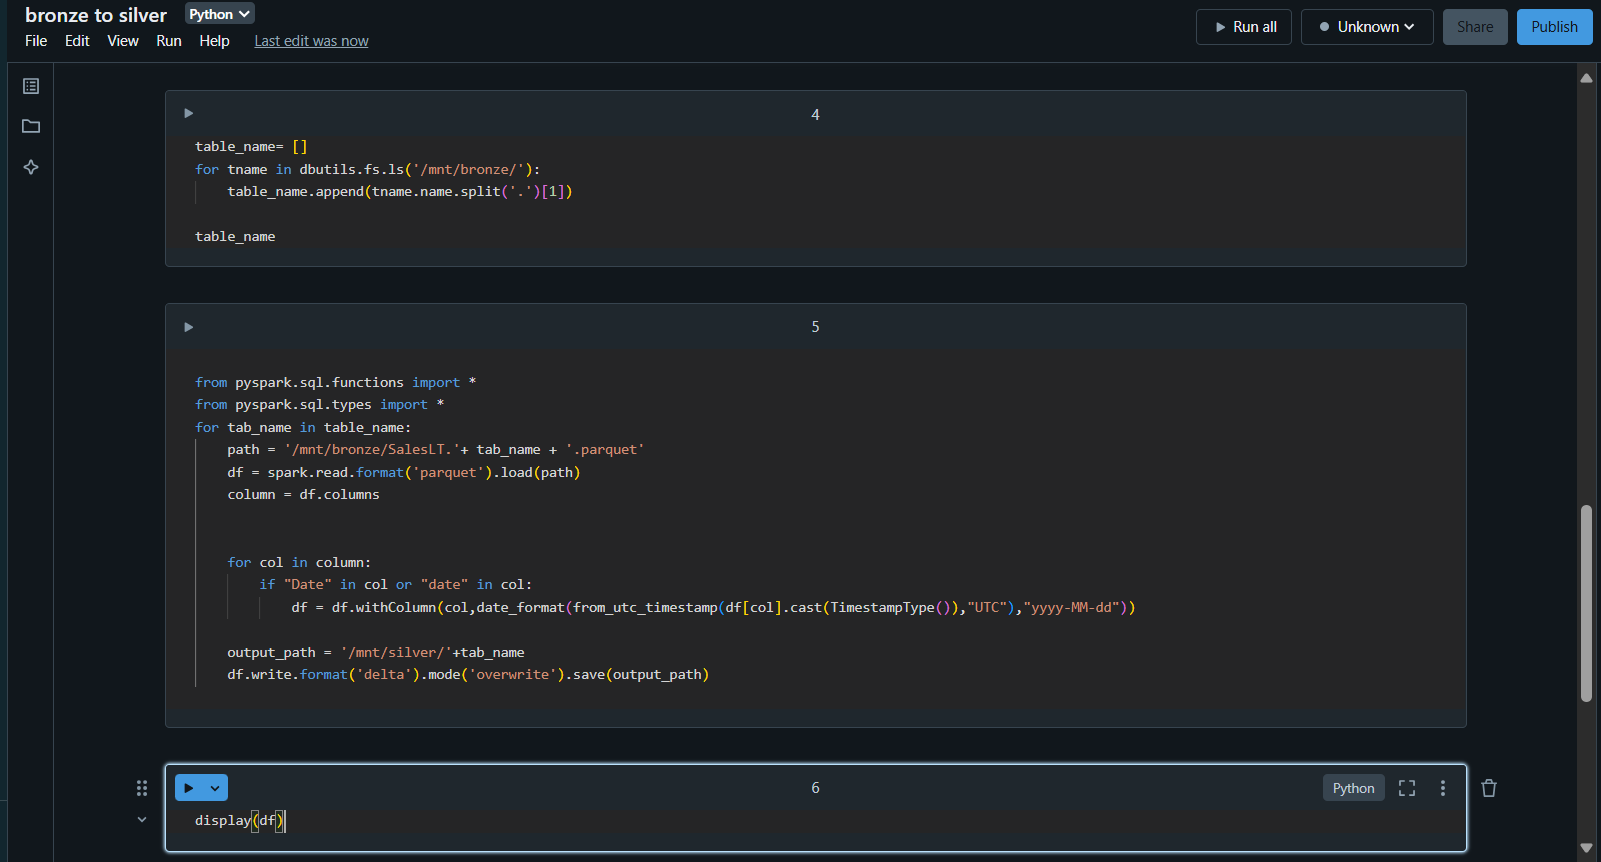 bronze to silver Python
File Edit View Run Help Last edit was now
Run all Unknown Share Publish
4
table_name= []
for tname in dbutils.fs.ls('/mnt/bronze/'):
    table_name.append(tname.name.split('.')[1])
table_name
5
from pyspark.sql.functions import *
from pyspark.sql.types import *
for tab_name in table_name:
    path = '/mnt/bronze/SalesLT.'+ tab_name + '.parquet'
    df = spark.read.format('parquet').load(path)
    column = df.columns
    for col in column:
        if "Date" in col or "date" in col:
            df = df.withColumn(col,date_format(from_utc_timestamp(df[col].cast(TimestampType()),"UTC"),"yyyy-MM-dd"))
    output_path = '/mnt/silver/'+tab_name
    df.write.format('delta').mode('overwrite').save(output_path)
6
Python
display(df)